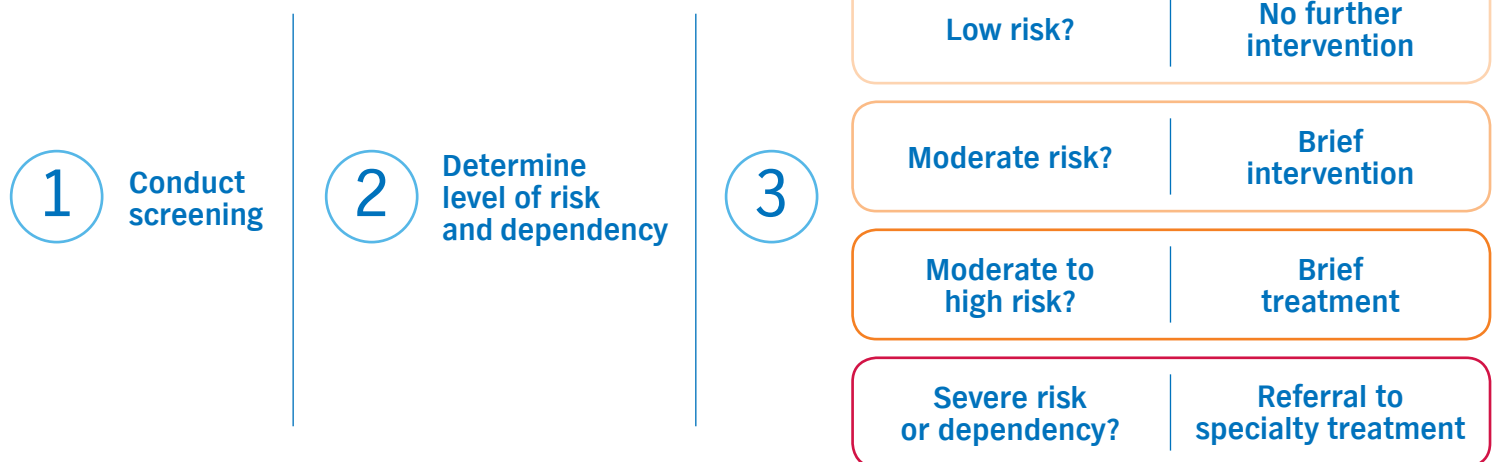 1
Conduct
screening
2
Determine
level of risk
and dependency
3
Low risk?
No further
intervention
Moderate risk?
Brief
intervention
Moderate to
high risk?
Brief
treatment
Severe risk
or dependency?
Referral to
specialty treatment